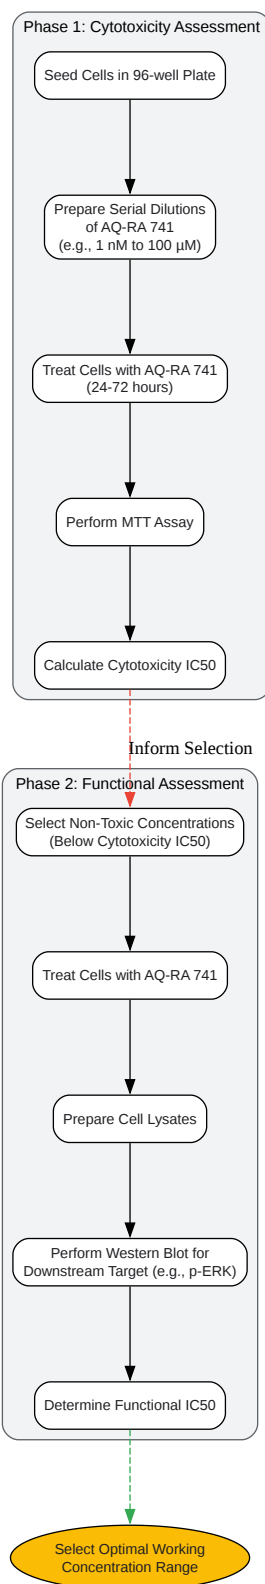 Phase 1: Cytotoxicity Assessment
Seed Cells in 96-well Plate
Prepare Serial Dilutions
of AQ-RA 741
(e.g., 1 nM to 100 µM)
Treat Cells with AQ-RA 741
(24-72 hours)
Perform MTT Assay
Calculate Cytotoxicity IC50
Inform Selection
Phase 2: Functional Assessment
Select Non-Toxic Concentrations
(Below Cytotoxicity IC50)
Treat Cells with AQ-RA 741
Prepare Cell Lysates
Perform Western Blot for
Downstream Target (e.g., p-ERK)
Determine Functional IC50
Select Optimal Working
Concentration Range